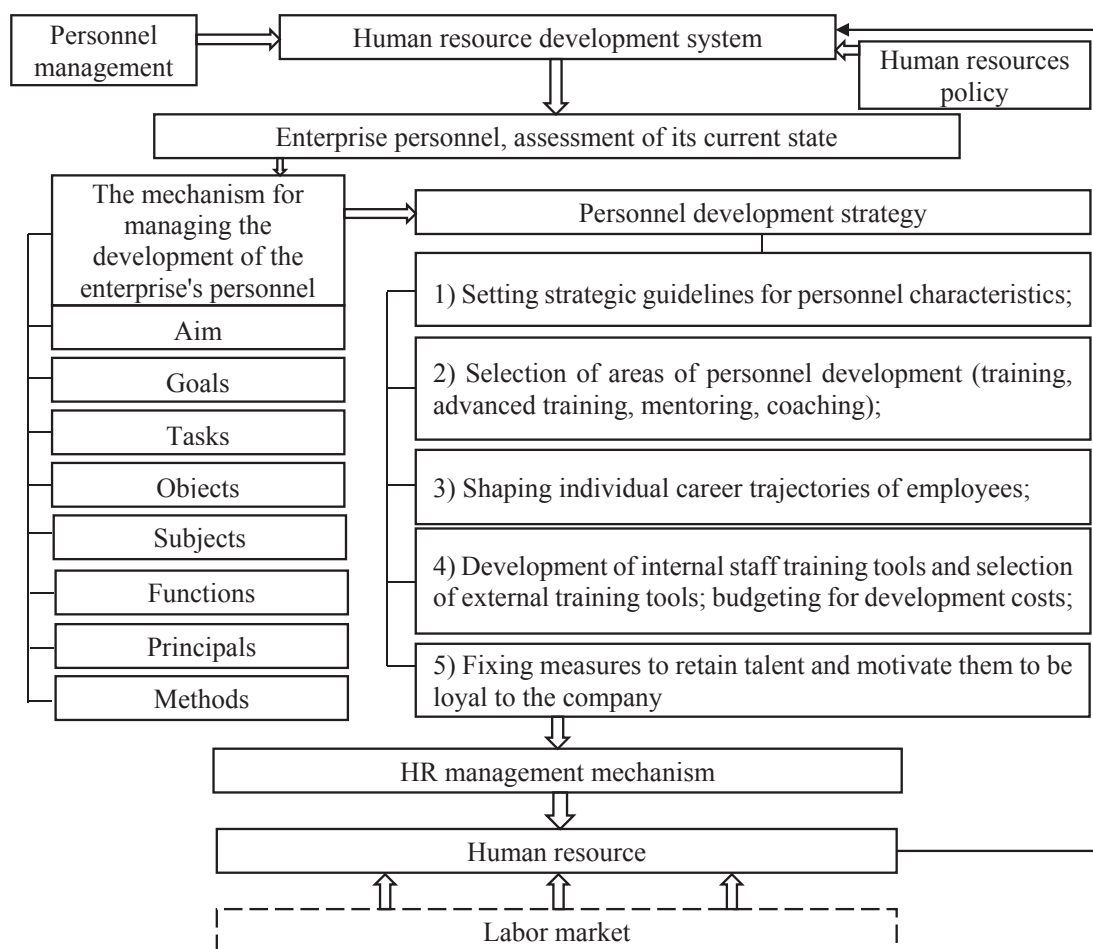 Personnel
management
Human resource development system
Human resources
policy
Enterprise personnel, assessment of its current state
The mechanism for
managing the
development of the
enterprise's personnel
Aim
Goals
Tasks
Objects
Subjects
Functions
Principals
Methods
Personnel development strategy
1) Setting strategic guidelines for personnel characteristics;
2) Selection of areas of personnel development (training,
advanced training, mentoring, coaching);
3) Shaping individual career trajectories of employees;
4) Development of internal staff training tools and selection
of external training tools; budgeting for development costs;
5) Fixing measures to retain talent and motivate them to be
loyal to the company
HR management mechanism
Human resource
Labor market